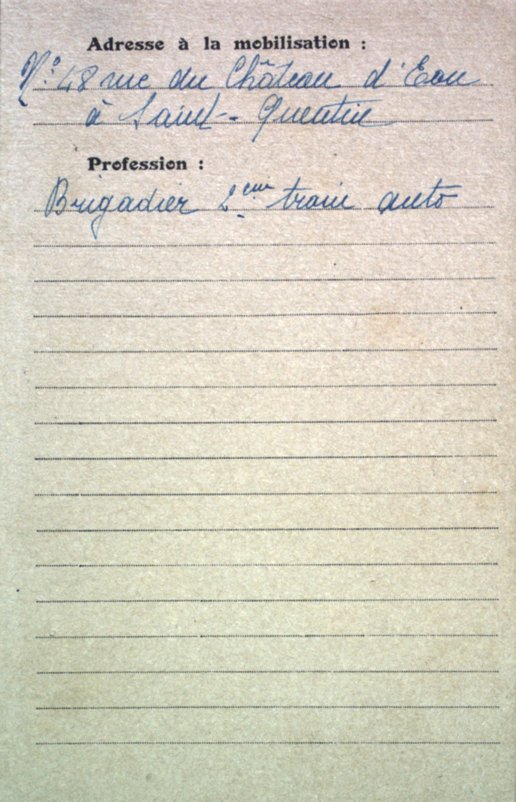 Adresse à la mobilisation :
N° 48 rue du Château d'Eau
à Saint-Quentin
Profession :
Brigadier 2ème train auto